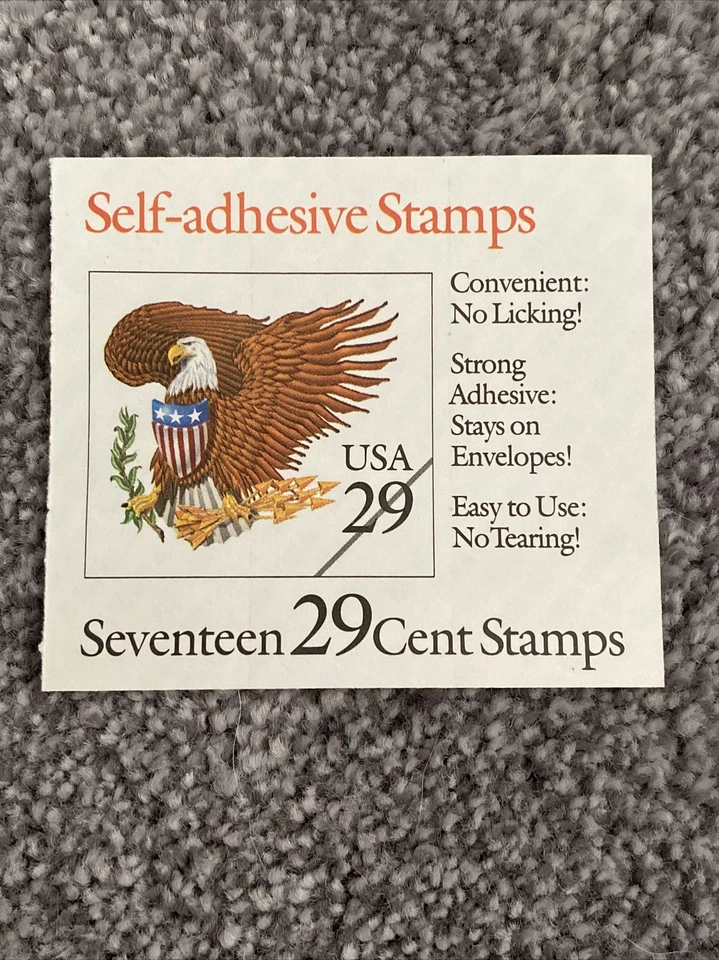 Self-adhesive Stamps
Convenient:
No Licking!
Strong
Adhesive:
Stays on
Envelopes!
Easy to Use:
No Tearing!
USA
29
Seventeen 29 Cent Stamps